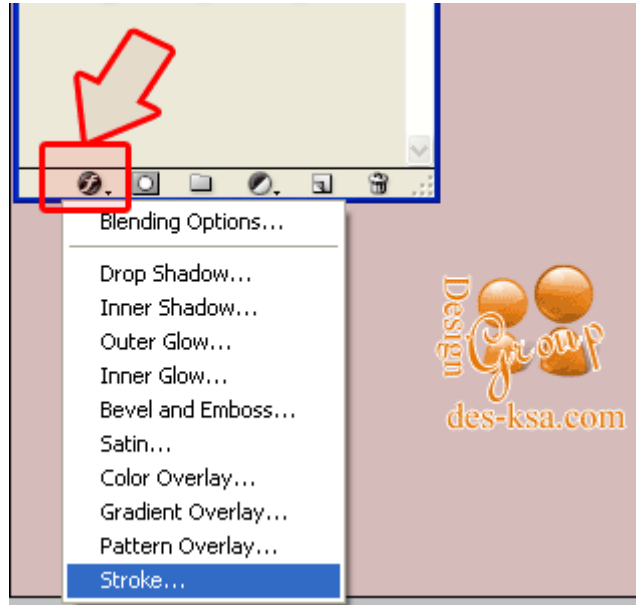 Blending Options...
Drop Shadow...
Inner Shadow...
Outer Glow...
Inner Glow...
Bevel and Emboss...
Satin...
Color Overlay...
Gradient Overlay...
Pattern Overlay...
Stroke...
Design
Group
des-ksa.com